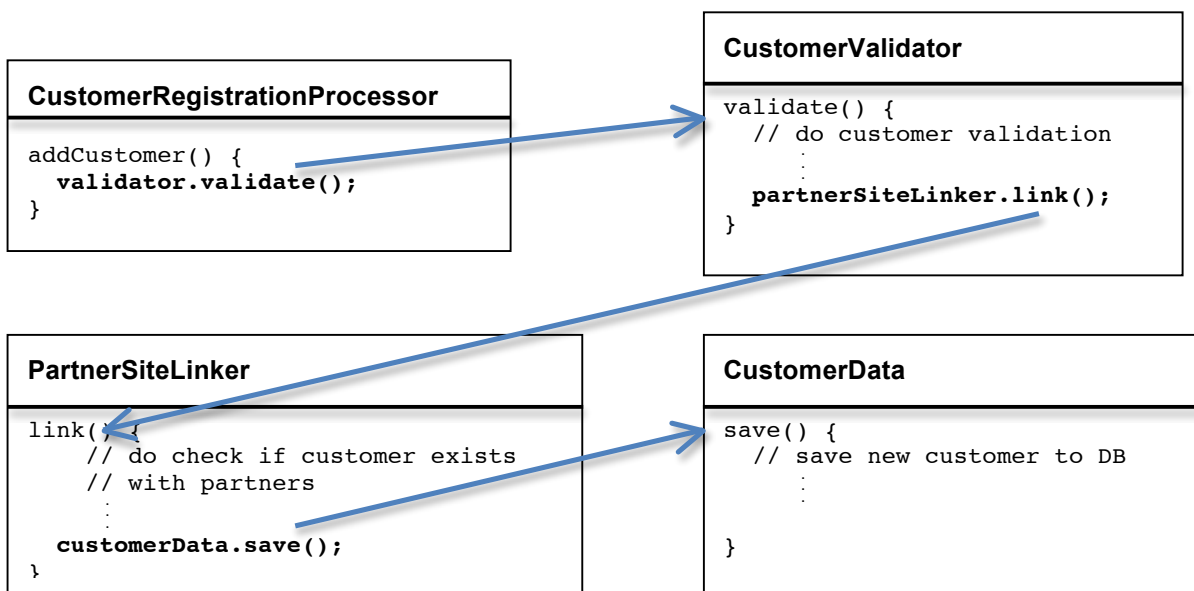 CustomerRegistrationProcessor
addCustomer() {
validator.validate();
}
CustomerValidator
validate() {
// do customer validation
.
.
.
partnerSiteLinker.link();
}
PartnerSiteLinker
link() {
// do check if customer exists
// with partners
.
.
.
customerData.save();
}
CustomerData
save() {
// save new customer to DB
.
.
.
}